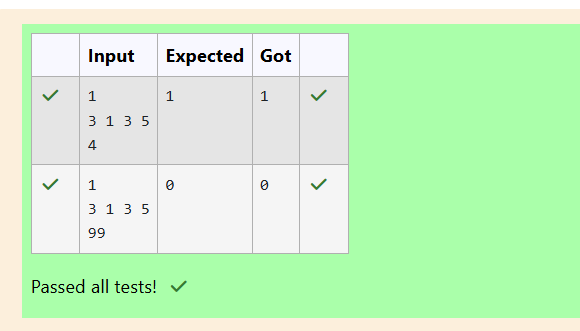 Input Expected Got
1 1 1
3 1 3 5
4
1 0 0
3 1 3 5
99
Passed all tests!